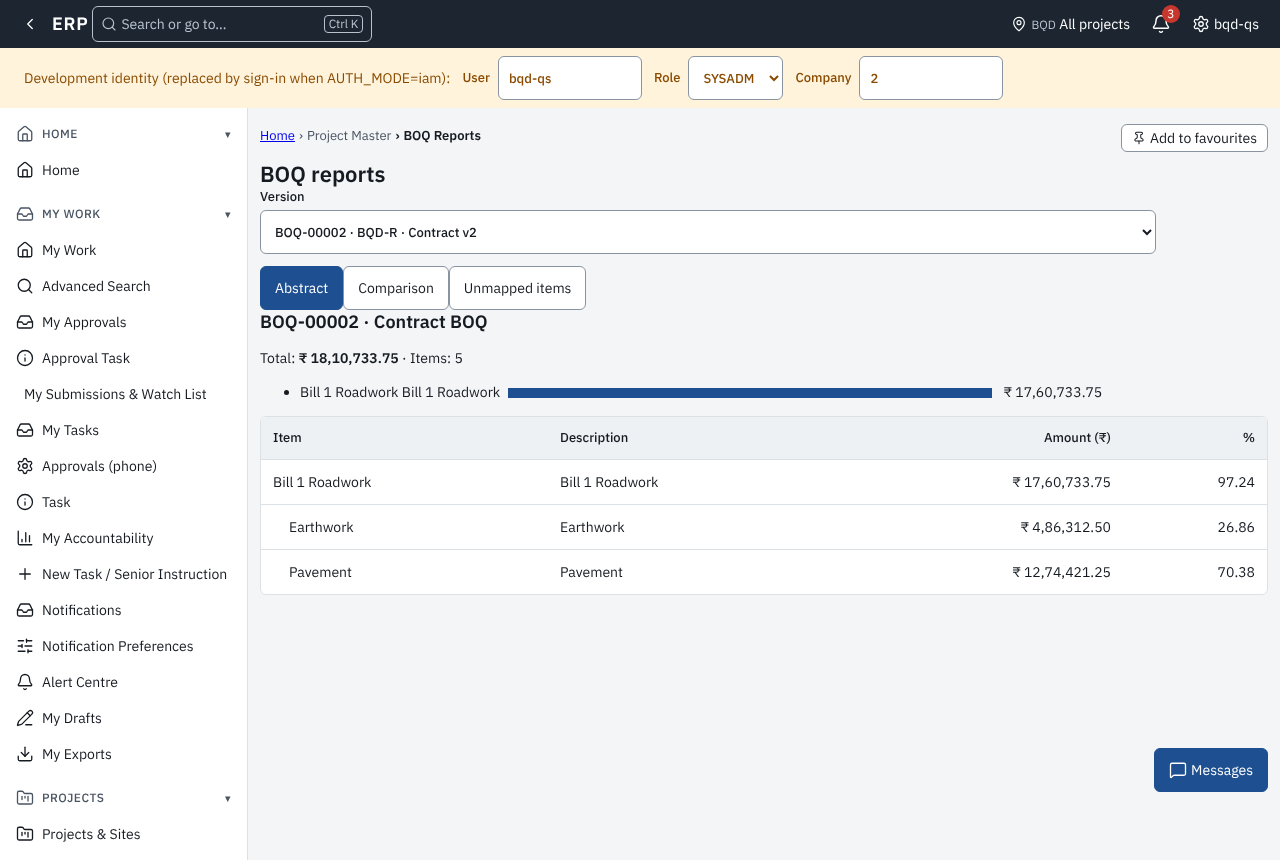 ERP Search or go to... Ctrl K BQD All projects 3 bqd-qs
Development identity (replaced by sign-in when AUTH_MODE=iam): User bqd-qs Role SYSADM Company 2
HOME
Home
MY WORK
My Work
Advanced Search
My Approvals
Approval Task
My Submissions & Watch List
My Tasks
Approvals (phone)
Task
My Accountability
New Task / Senior Instruction
Notifications
Notification Preferences
Alert Centre
My Drafts
My Exports
PROJECTS
Projects & Sites
Home › Project Master › BOQ Reports
Add to favourites
BOQ reports
Version
BOQ-00002 · BQD-R · Contract v2
Abstract Comparison Unmapped items
BOQ-00002 · Contract BOQ
Total: ₹ 18,10,733.75 · Items: 5
• Bill 1 Roadwork Bill 1 Roadwork ₹ 17,60,733.75
Item Description Amount (₹) %
Bill 1 Roadwork Bill 1 Roadwork ₹ 17,60,733.75 97.24
Earthwork Earthwork ₹ 4,86,312.50 26.86
Pavement Pavement ₹ 12,74,421.25 70.38
Messages